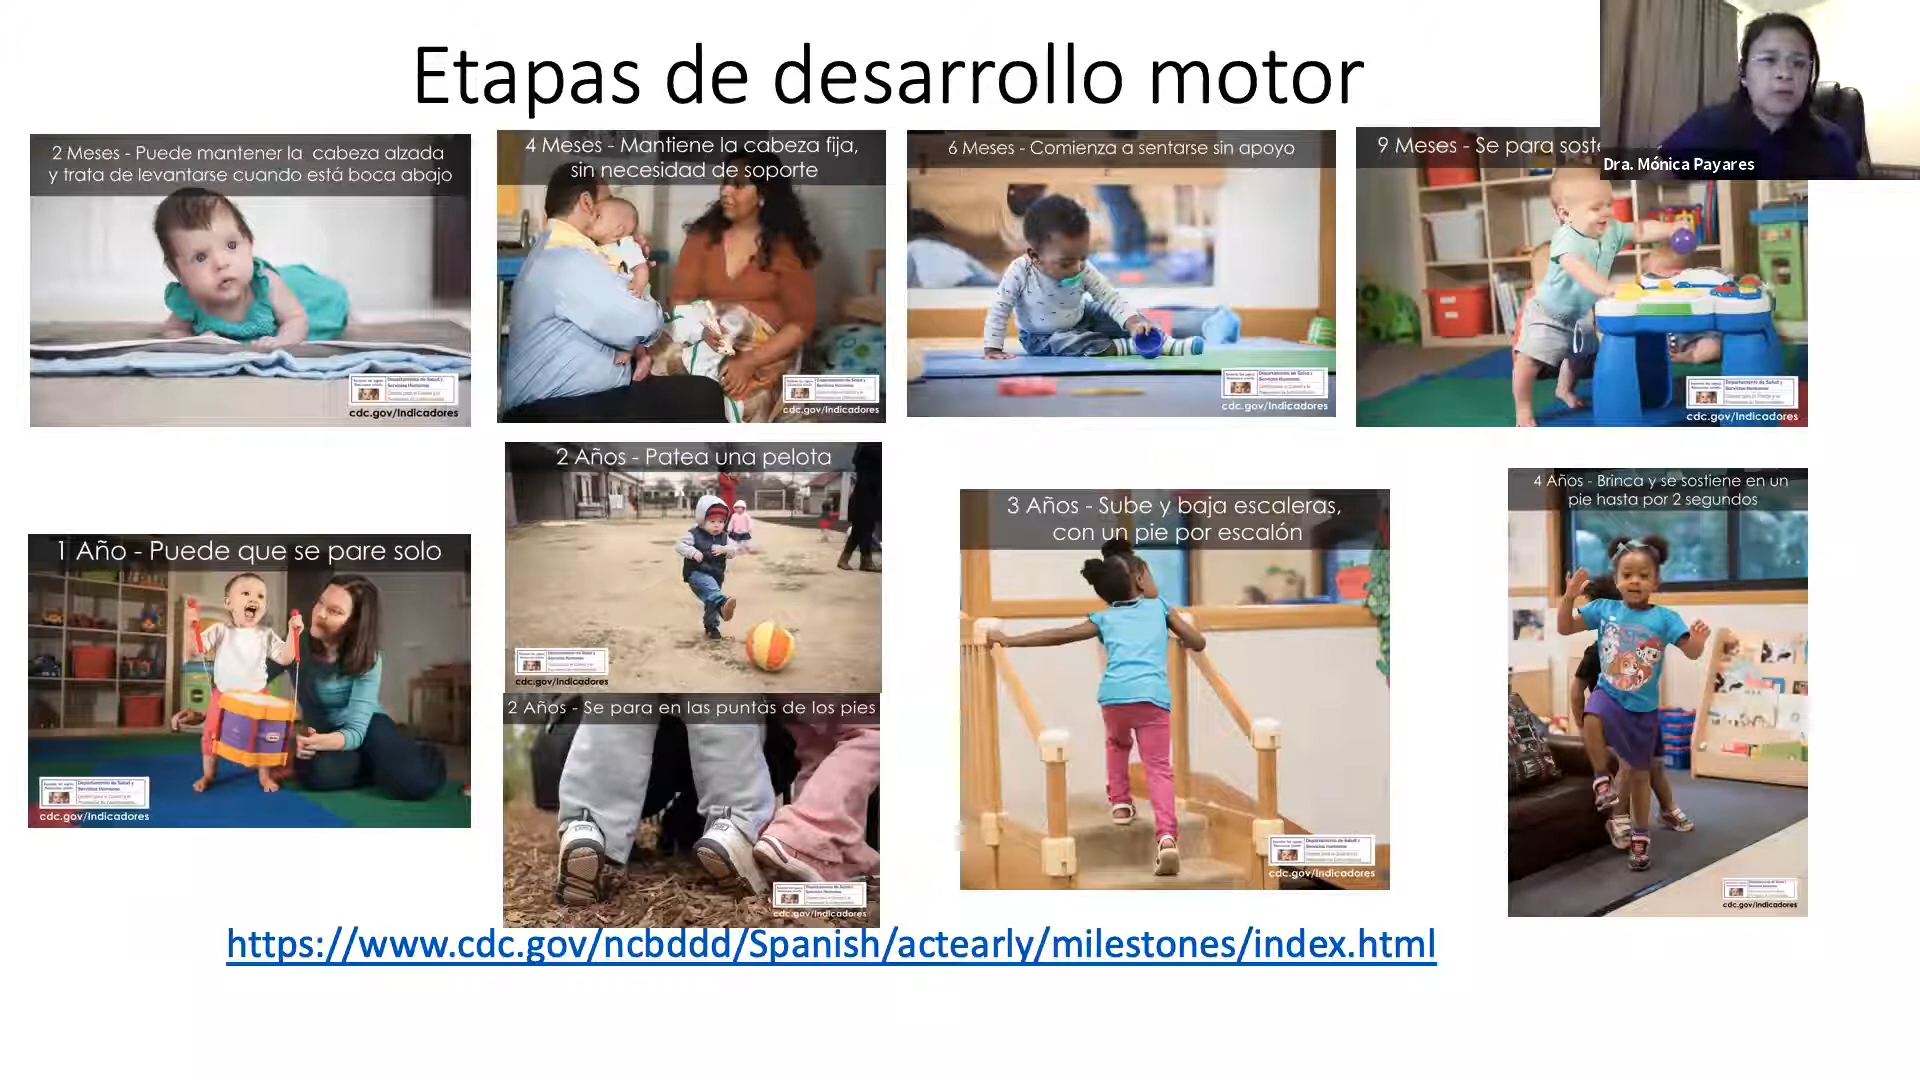 Etapas de desarrollo motor
Dra. Mónica Payares
2 Meses - Puede mantener la cabeza alzada
y trata de levantarse cuando está boca abajo
cdc.gov/Indicadores
4 Meses - Mantiene la cabeza fija,
sin necesidad de soporte
cdc.gov/Indicadores
6 Meses - Comienza a sentarse sin apoyo
cdc.gov/Indicadores
9 Meses - Se para
cdc.gov/Indicadores
1 Año - Puede que se pare solo
cdc.gov/Indicadores
2 Años - Patea una pelota
cdc.gov/Indicadores
2 Años - Se para en las puntas de los pies
cdc.gov/Indicadores
3 Años - Sube y baja escaleras,
con un pie por escalón
cdc.gov/Indicadores
4 Años - Brinca y se sostiene en un
pie hasta por 2 segundos
cdc.gov/Indicadores
https://www.cdc.gov/ncbddd/Spanish/actearly/milestones/index.html